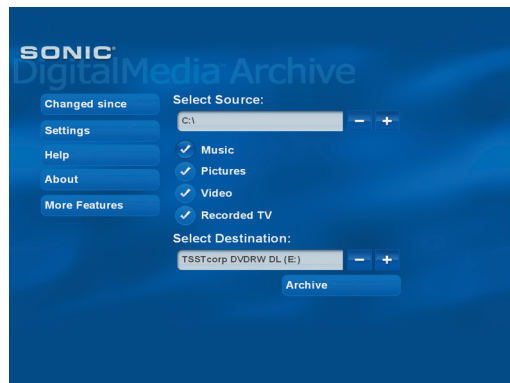 SONIC
DigitalMedia Archive
Changed since
Settings
Help
About
More Features
Select Source:
C:\
− +
Music
Pictures
Video
Recorded TV
Select Destination:
TSSTcorp DVDRW DL (E:)
− +
Archive